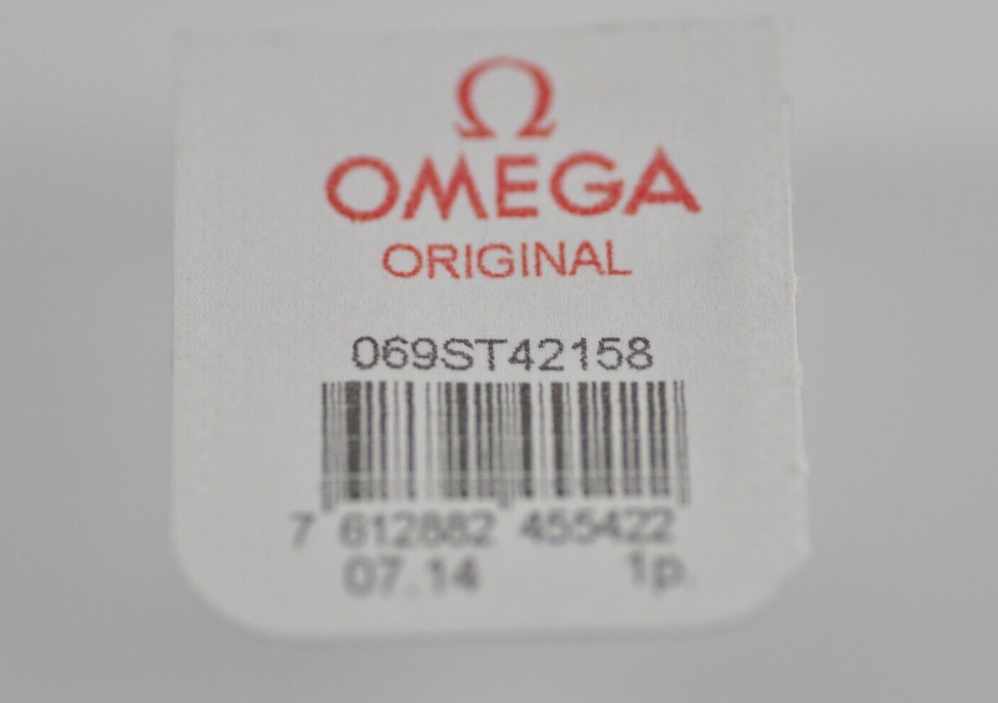 Ω
OMEGA
ORIGINAL
069ST42158
7 612882 455422
07.14 1p.